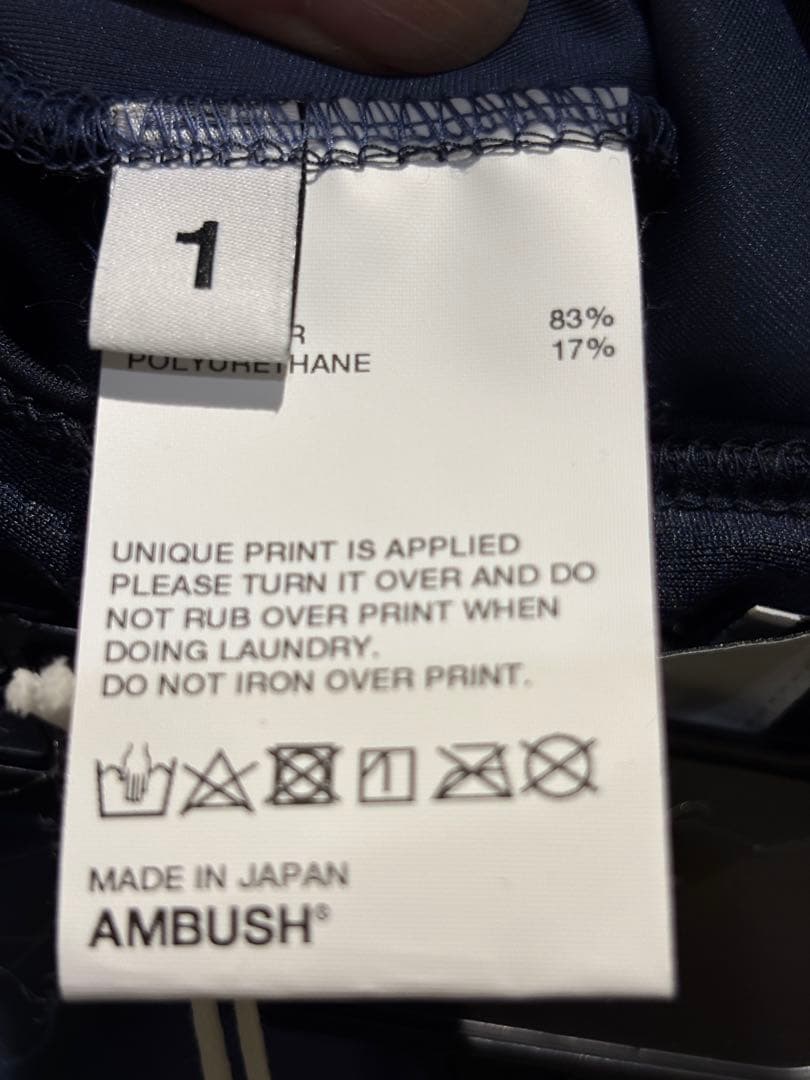 1
83%
POLYURETHANE 17%
UNIQUE PRINT IS APPLIED
PLEASE TURN IT OVER AND DO
NOT RUB OVER PRINT WHEN
DOING LAUNDRY.
DO NOT IRON OVER PRINT.
MADE IN JAPAN
AMBUSH®